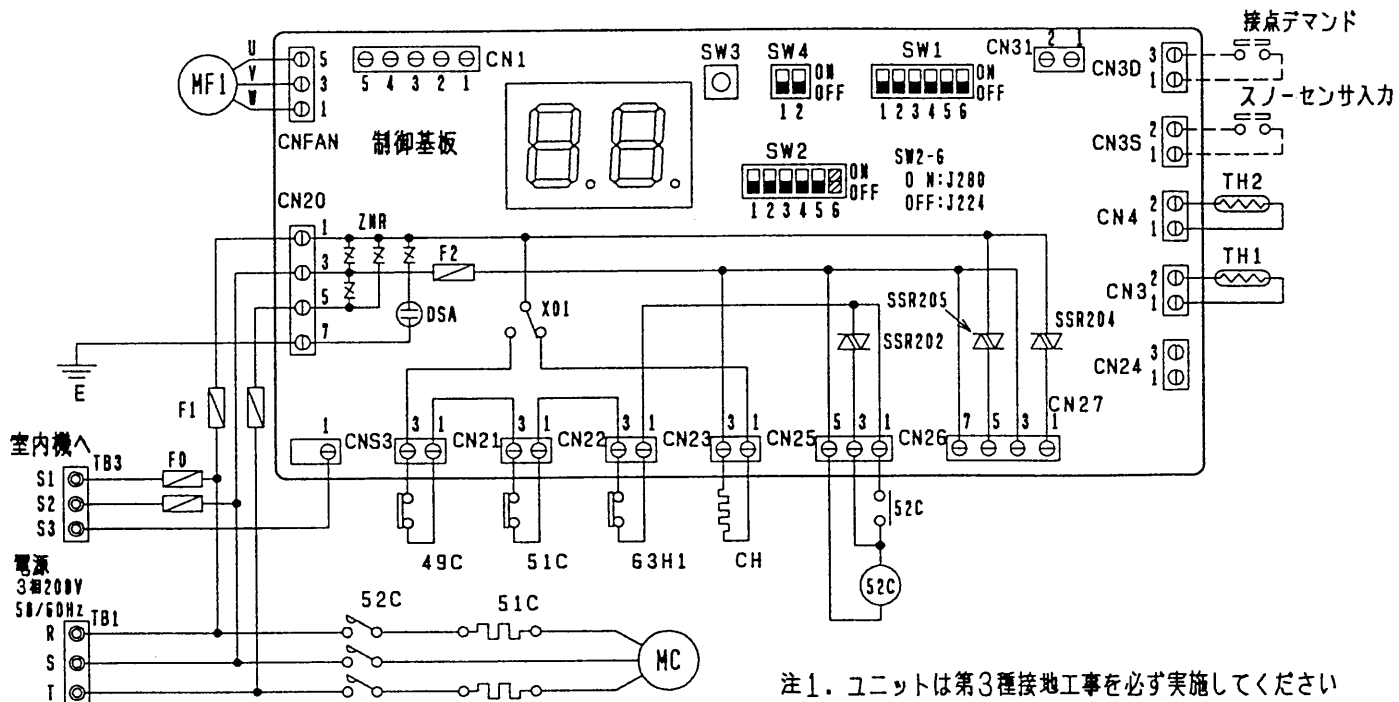 接点デマンド
U
V
W
MF1
5
3
1
CNFAN
5 4 3 2 1
CN1
制御基板
SW3
SW4
ON
OFF
1 2
SW1
ON
OFF
1 2 3 4 5 6
CN31
2 1
3
1
CN3D
スノーセンサ入力
2
1
CN3S
SW2
ON
OFF
1 2 3 4 5 6
SW2-6
ON:J280
OFF:J224
TH2
2
1
CN4
TH1
2
1
CN3
CN20
1
3
5
7
ZNR
F2
DSA
X01
SSR205
SSR202
SSR204
3
1
CN24
E
F1
CN27
室内機へ
TB3
S1
S2
S3
F0
1
CNS3
3 1
CN21
3 1
CN22
3 1
CN23
3 1
CN25
5 3 1
CN26
7 5 3 1
49C
51C
63H1
CH
52C
52C
電源
3相200V
50/60Hz
TB1
R
S
T
52C
51C
MC
注1. ユニットは第3種接地工事を必ず実施してください